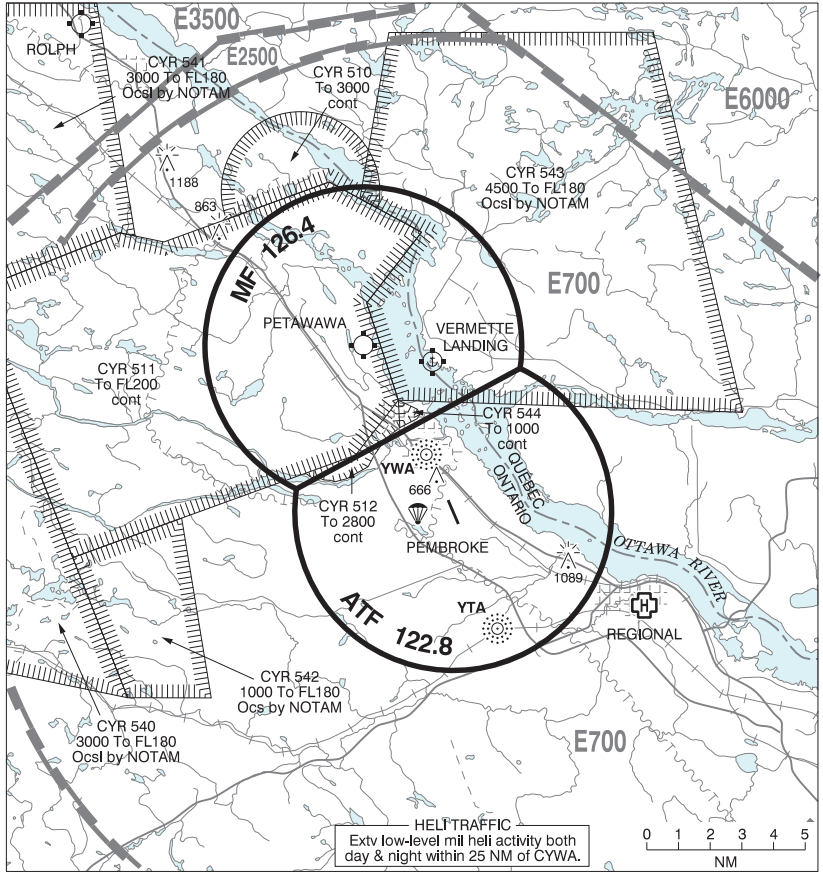 E3500
ROLPH
E2500
CYR 541
3000 To FL180
Ocsl by NOTAM
CYR 510
To 3000
cont
E6000
1188
863
CYR 543
4500 To FL180
Ocsl by NOTAM
MF 126.4
E700
PETAWAWA
VERMETTE
LANDING
CYR 511
To FL200
cont
CYR 544
To 1000
cont
YWA
QUÉBEC
ONTARIO
666
CYR 512
To 2800
cont
PEMBROKE
OTTAWA RIVER
1089
ATF 122.8
YTA
H
REGIONAL
CYR 542
1000 To FL180
Ocs by NOTAM
CYR 540
3000 To FL180
Ocsl by NOTAM
E700
HELI TRAFFIC
Extv low-level mil heli activity both
day & night within 25 NM of CYWA.
0 1 2 3 4 5
NM